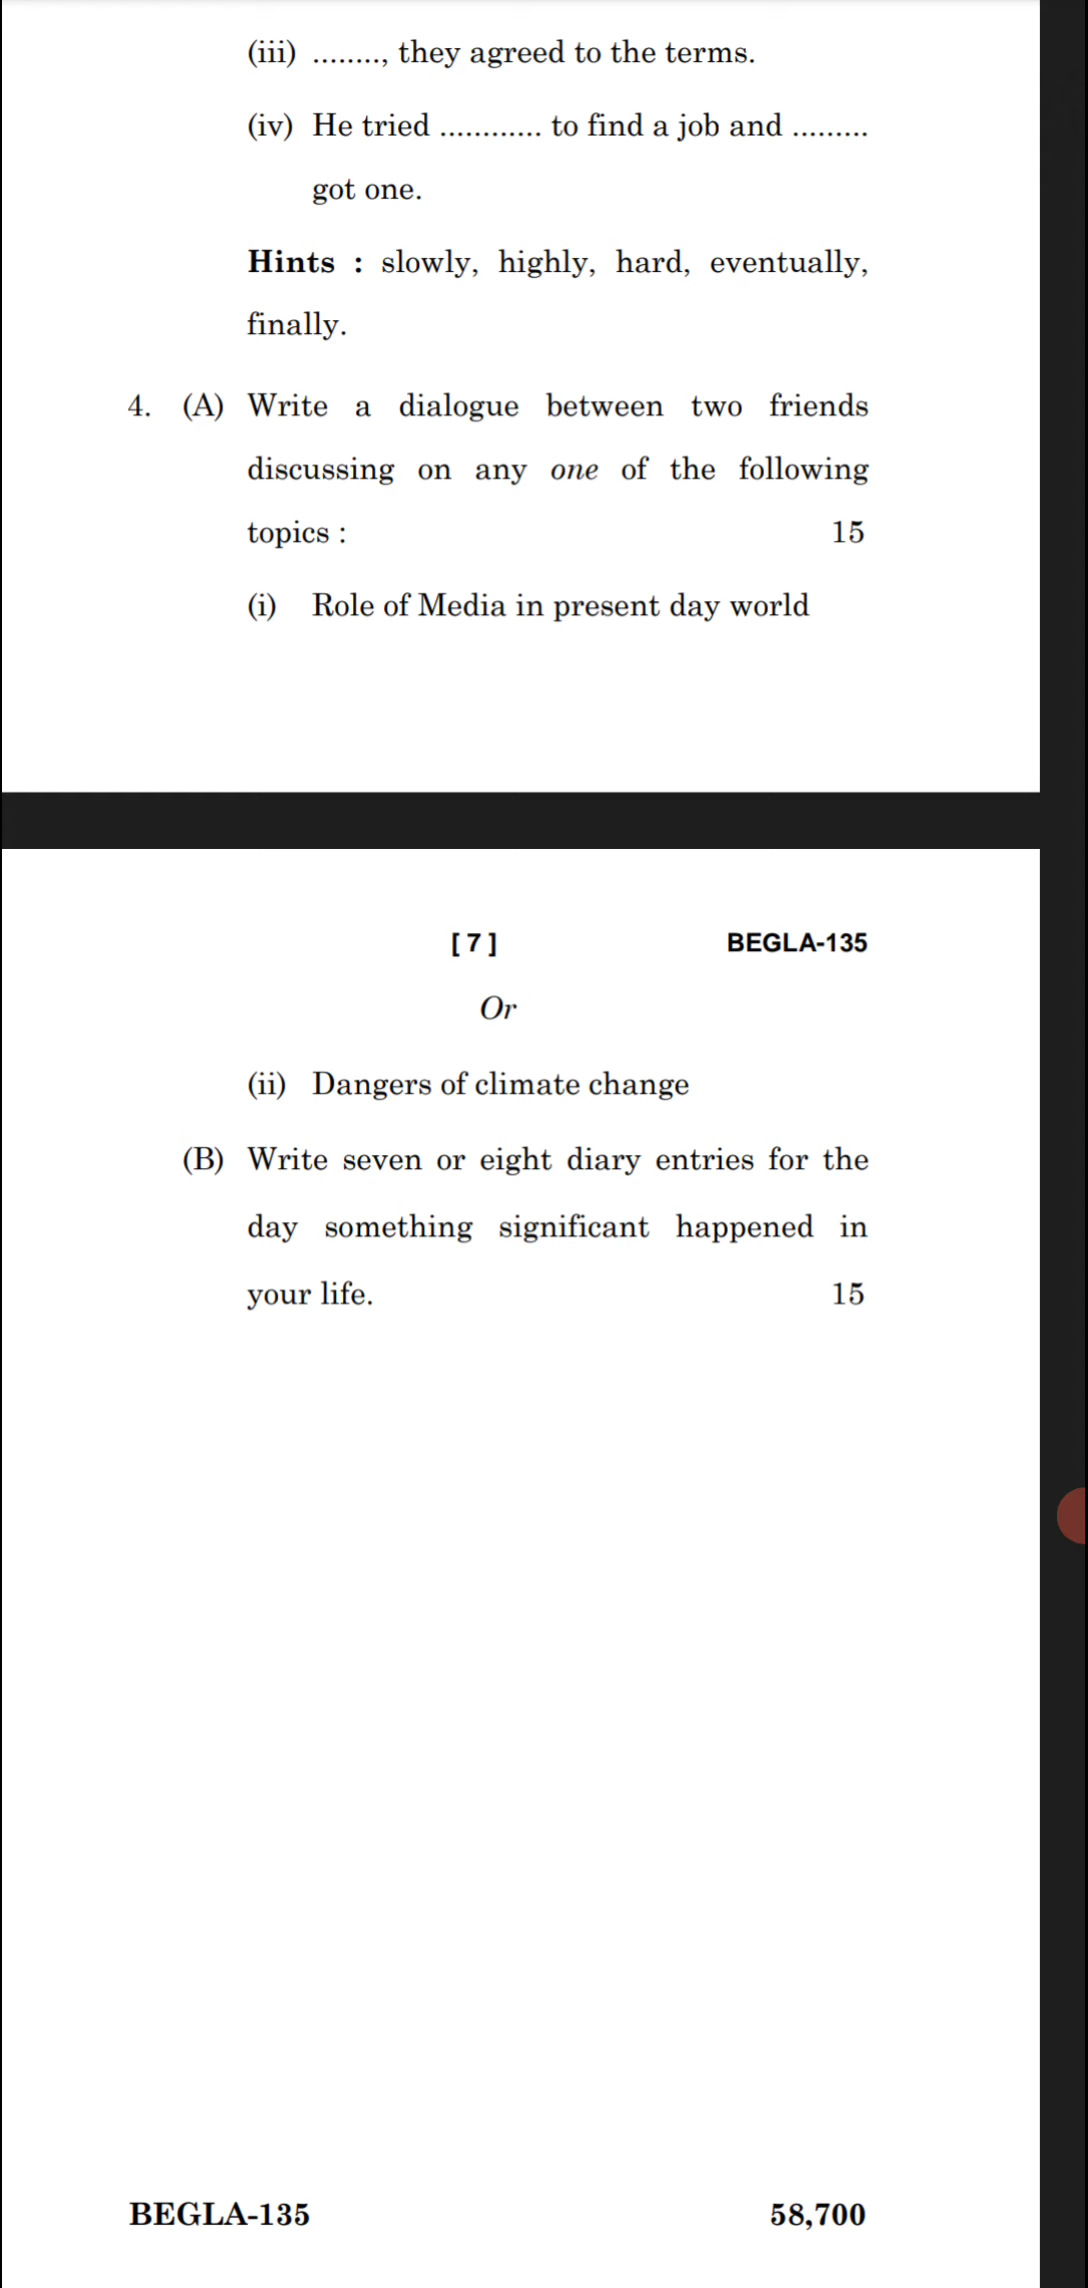 (iii) ........, they agreed to the terms.
(iv) He tried ............ to find a job and .........
got one.
Hints : slowly, highly, hard, eventually,
finally.
4. (A) Write a dialogue between two friends
discussing on any one of the following
topics : 15
(i) Role of Media in present day world
[ 7 ] BEGLA-135
Or
(ii) Dangers of climate change
(B) Write seven or eight diary entries for the
day something significant happened in
your life. 15
BEGLA-135 58,700